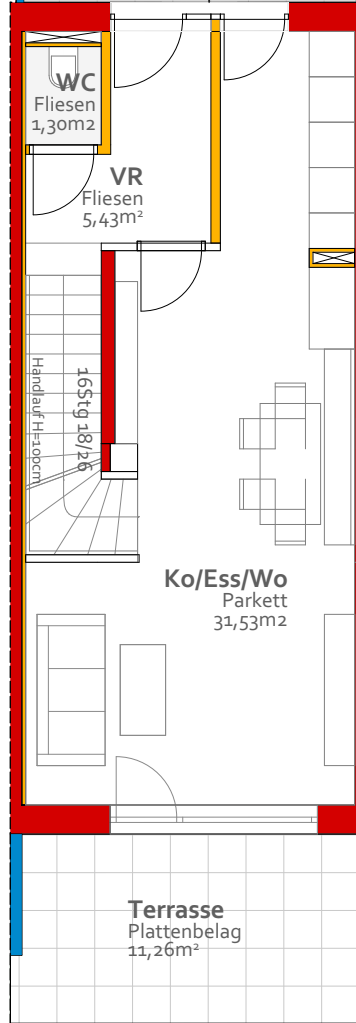 WC
Fliesen
1,30m2
VR
Fliesen
5,43m²
16Stg 18/26
Handlauf H=100cm
Ko/Ess/Wo
Parkett
31,53m2
Terrasse
Plattenbelag
11,26m²